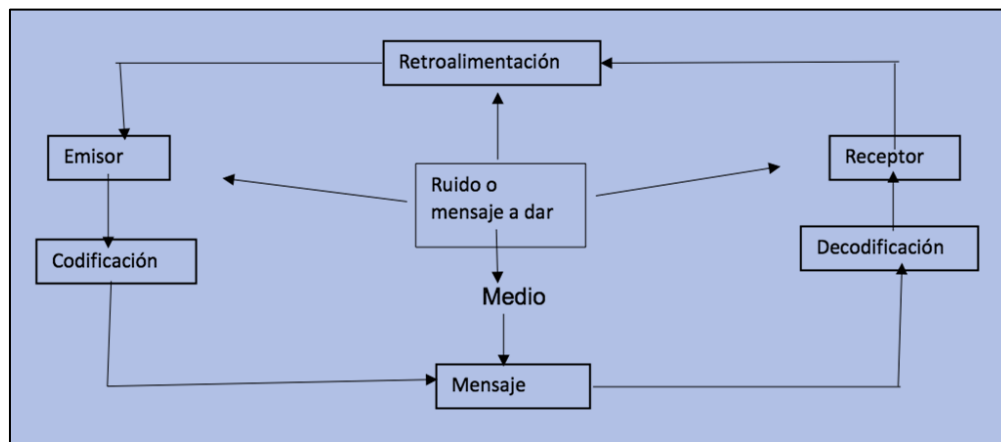 Retroalimentación
Emisor
Receptor
Ruido o
mensaje a dar
Codificación
Decodificación
Medio
Mensaje